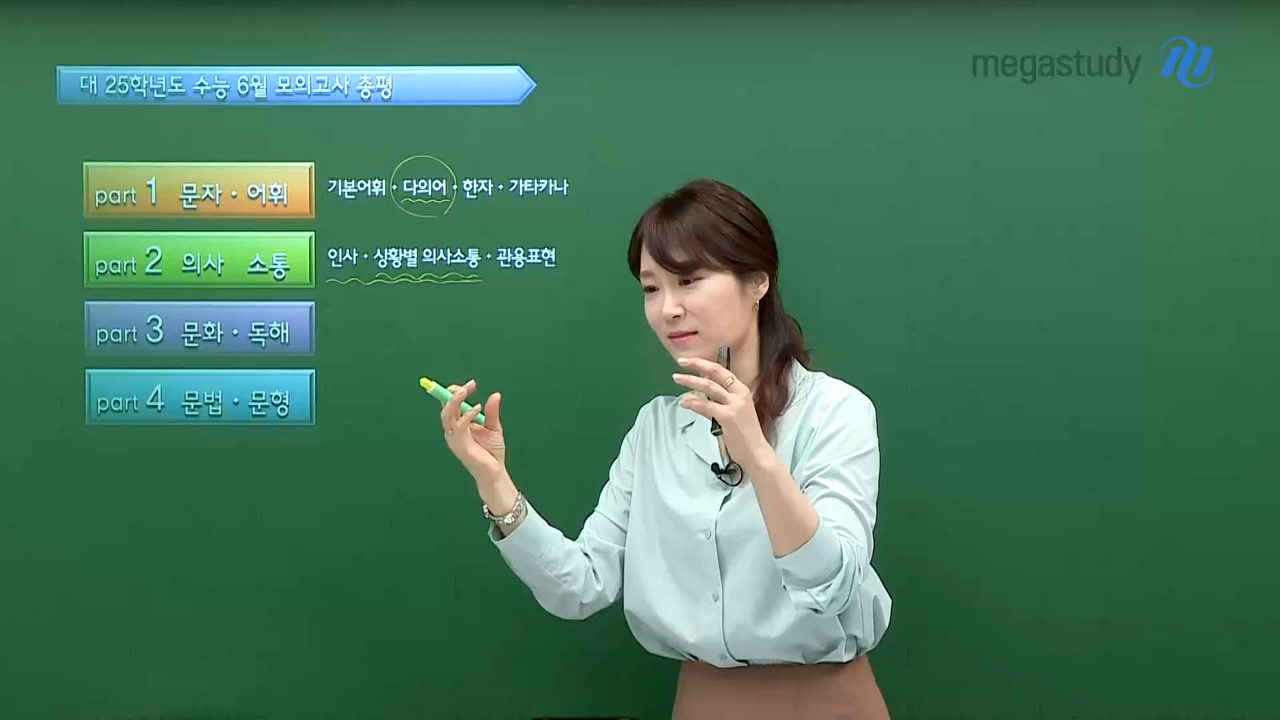 megastudy
대 25학년도 수능 6월 모의고사 총평
part 1 문자 · 어휘 기본어휘 · 다의어 · 한자 · 가타카나
part 2 의사 소통 인사 · 상황별 의사소통 · 관용표현
part 3 문화 · 독해
part 4 문법 · 문형